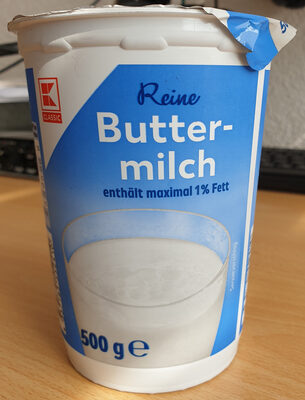 K
CLASSIC
Reine
Butter-
milch
enthält maximal 1% Fett
500 g e